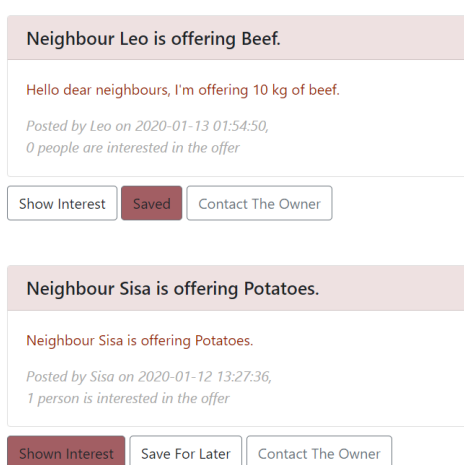 Neighbour Leo is offering Beef.
Hello dear neighbours, I'm offering 10 kg of beef.
Posted by Leo on 2020-01-13 01:54:50,
0 people are interested in the offer
Show Interest Saved Contact The Owner
Neighbour Sisa is offering Potatoes.
Neighbour Sisa is offering Potatoes.
Posted by Sisa on 2020-01-12 13:27:36,
1 person is interested in the offer
Shown Interest Save For Later Contact The Owner